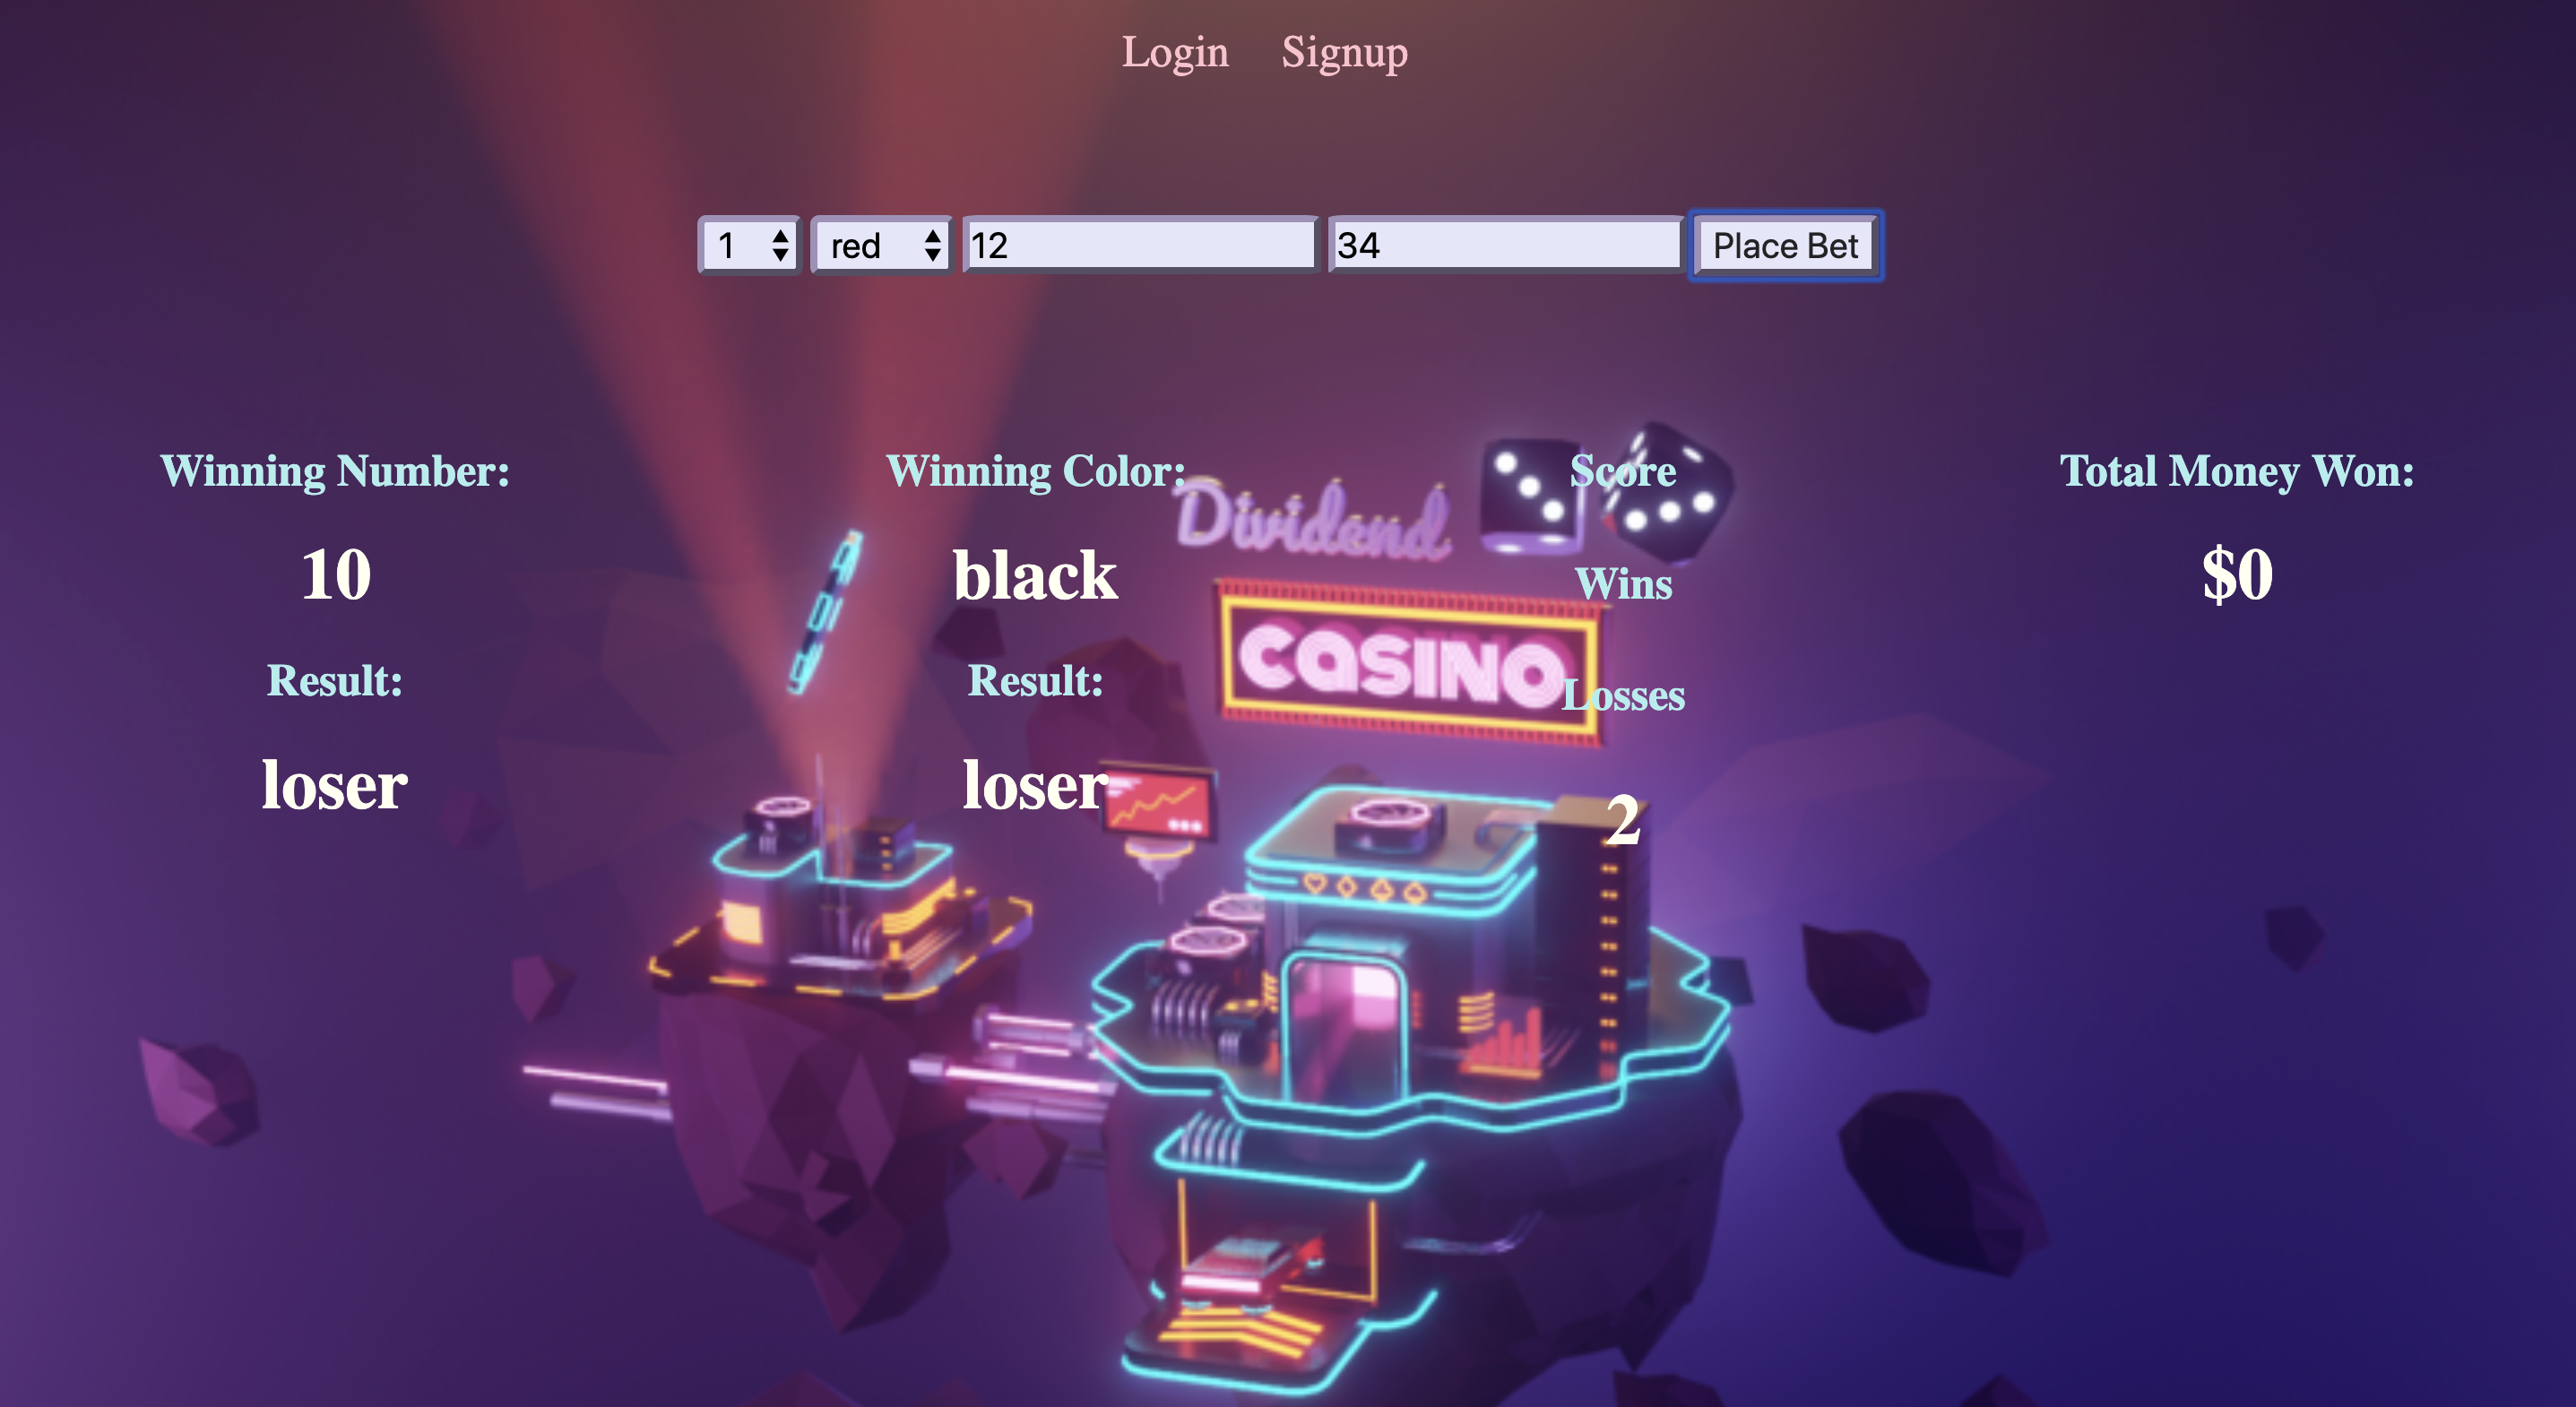 Login Signup
1 red 12 34 Place Bet
Winning Number:
10
Result:
loser
Winning Color:
black
Result:
loser
Score
Wins
Losses
2
Total Money Won:
$0
Dividend
CASINO